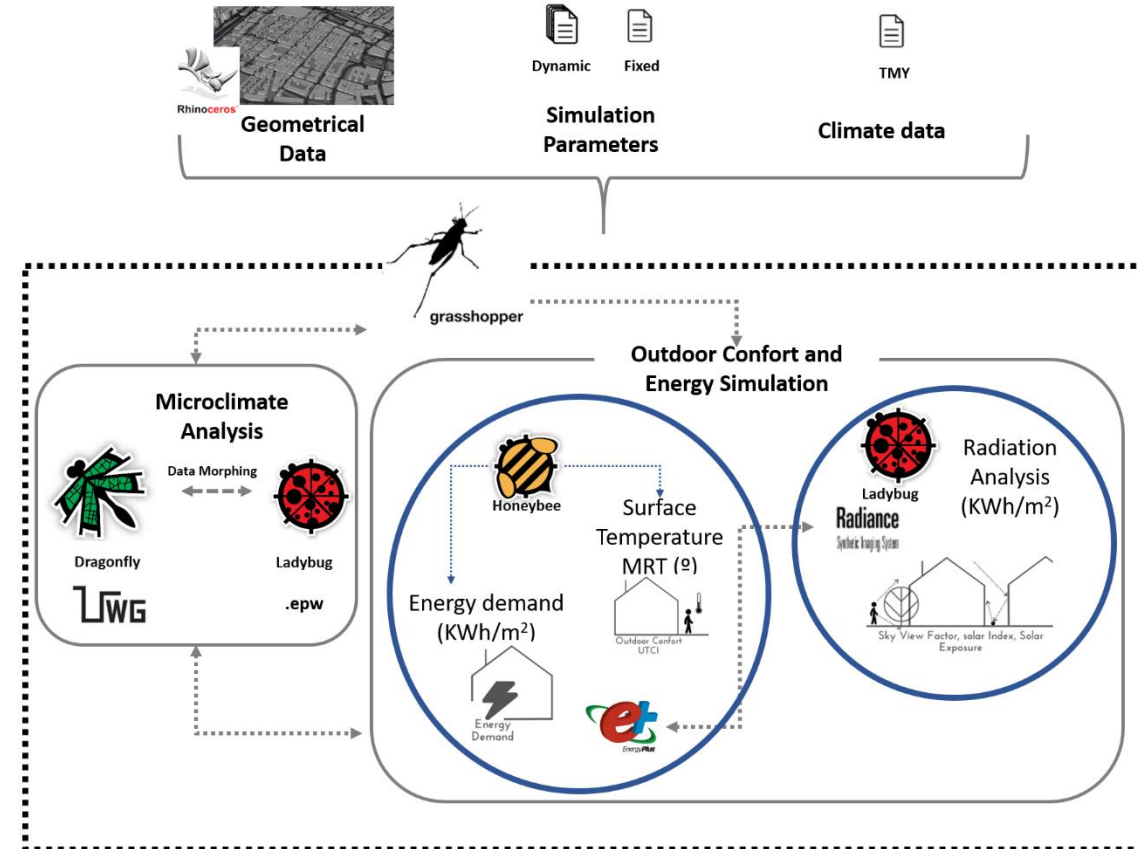 Rhinoceros
Geometrical
Data
Dynamic
Fixed
Simulation
Parameters
TMY
Climate data
grasshopper
Microclimate
Analysis
Data Morphing
Dragonfly
Ladybug
UWG
.epw
Outdoor Confort and
Energy Simulation
Honeybee
Surface
Temperature
MRT (º)
Outdoor Confort
UTCI
Energy demand
(KWh/m²)
Energy
Demand
e+
EnergyPlus
Ladybug
Radiance
Synthetic Imaging System
Radiation
Analysis
(KWh/m²)
Sky View Factor, solar Index, Solar
Exposure